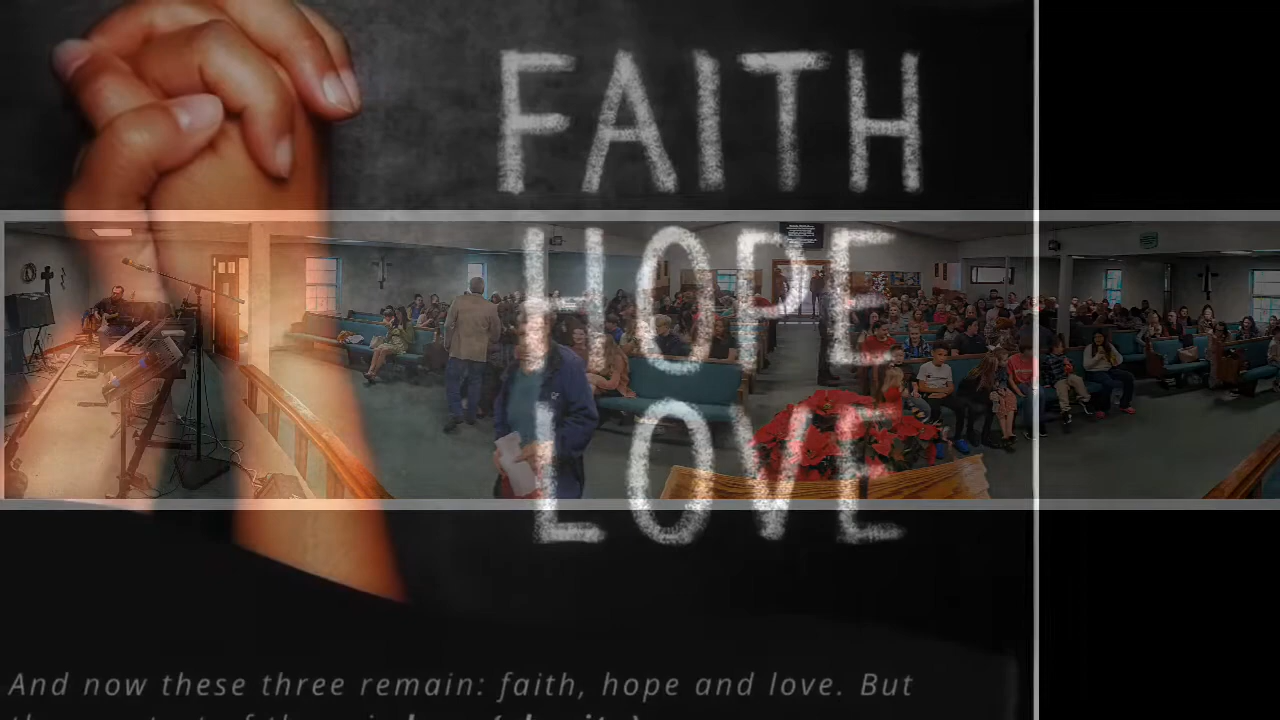 FAITH
HOPE
LOVE
And now these three remain: faith, hope and love. But